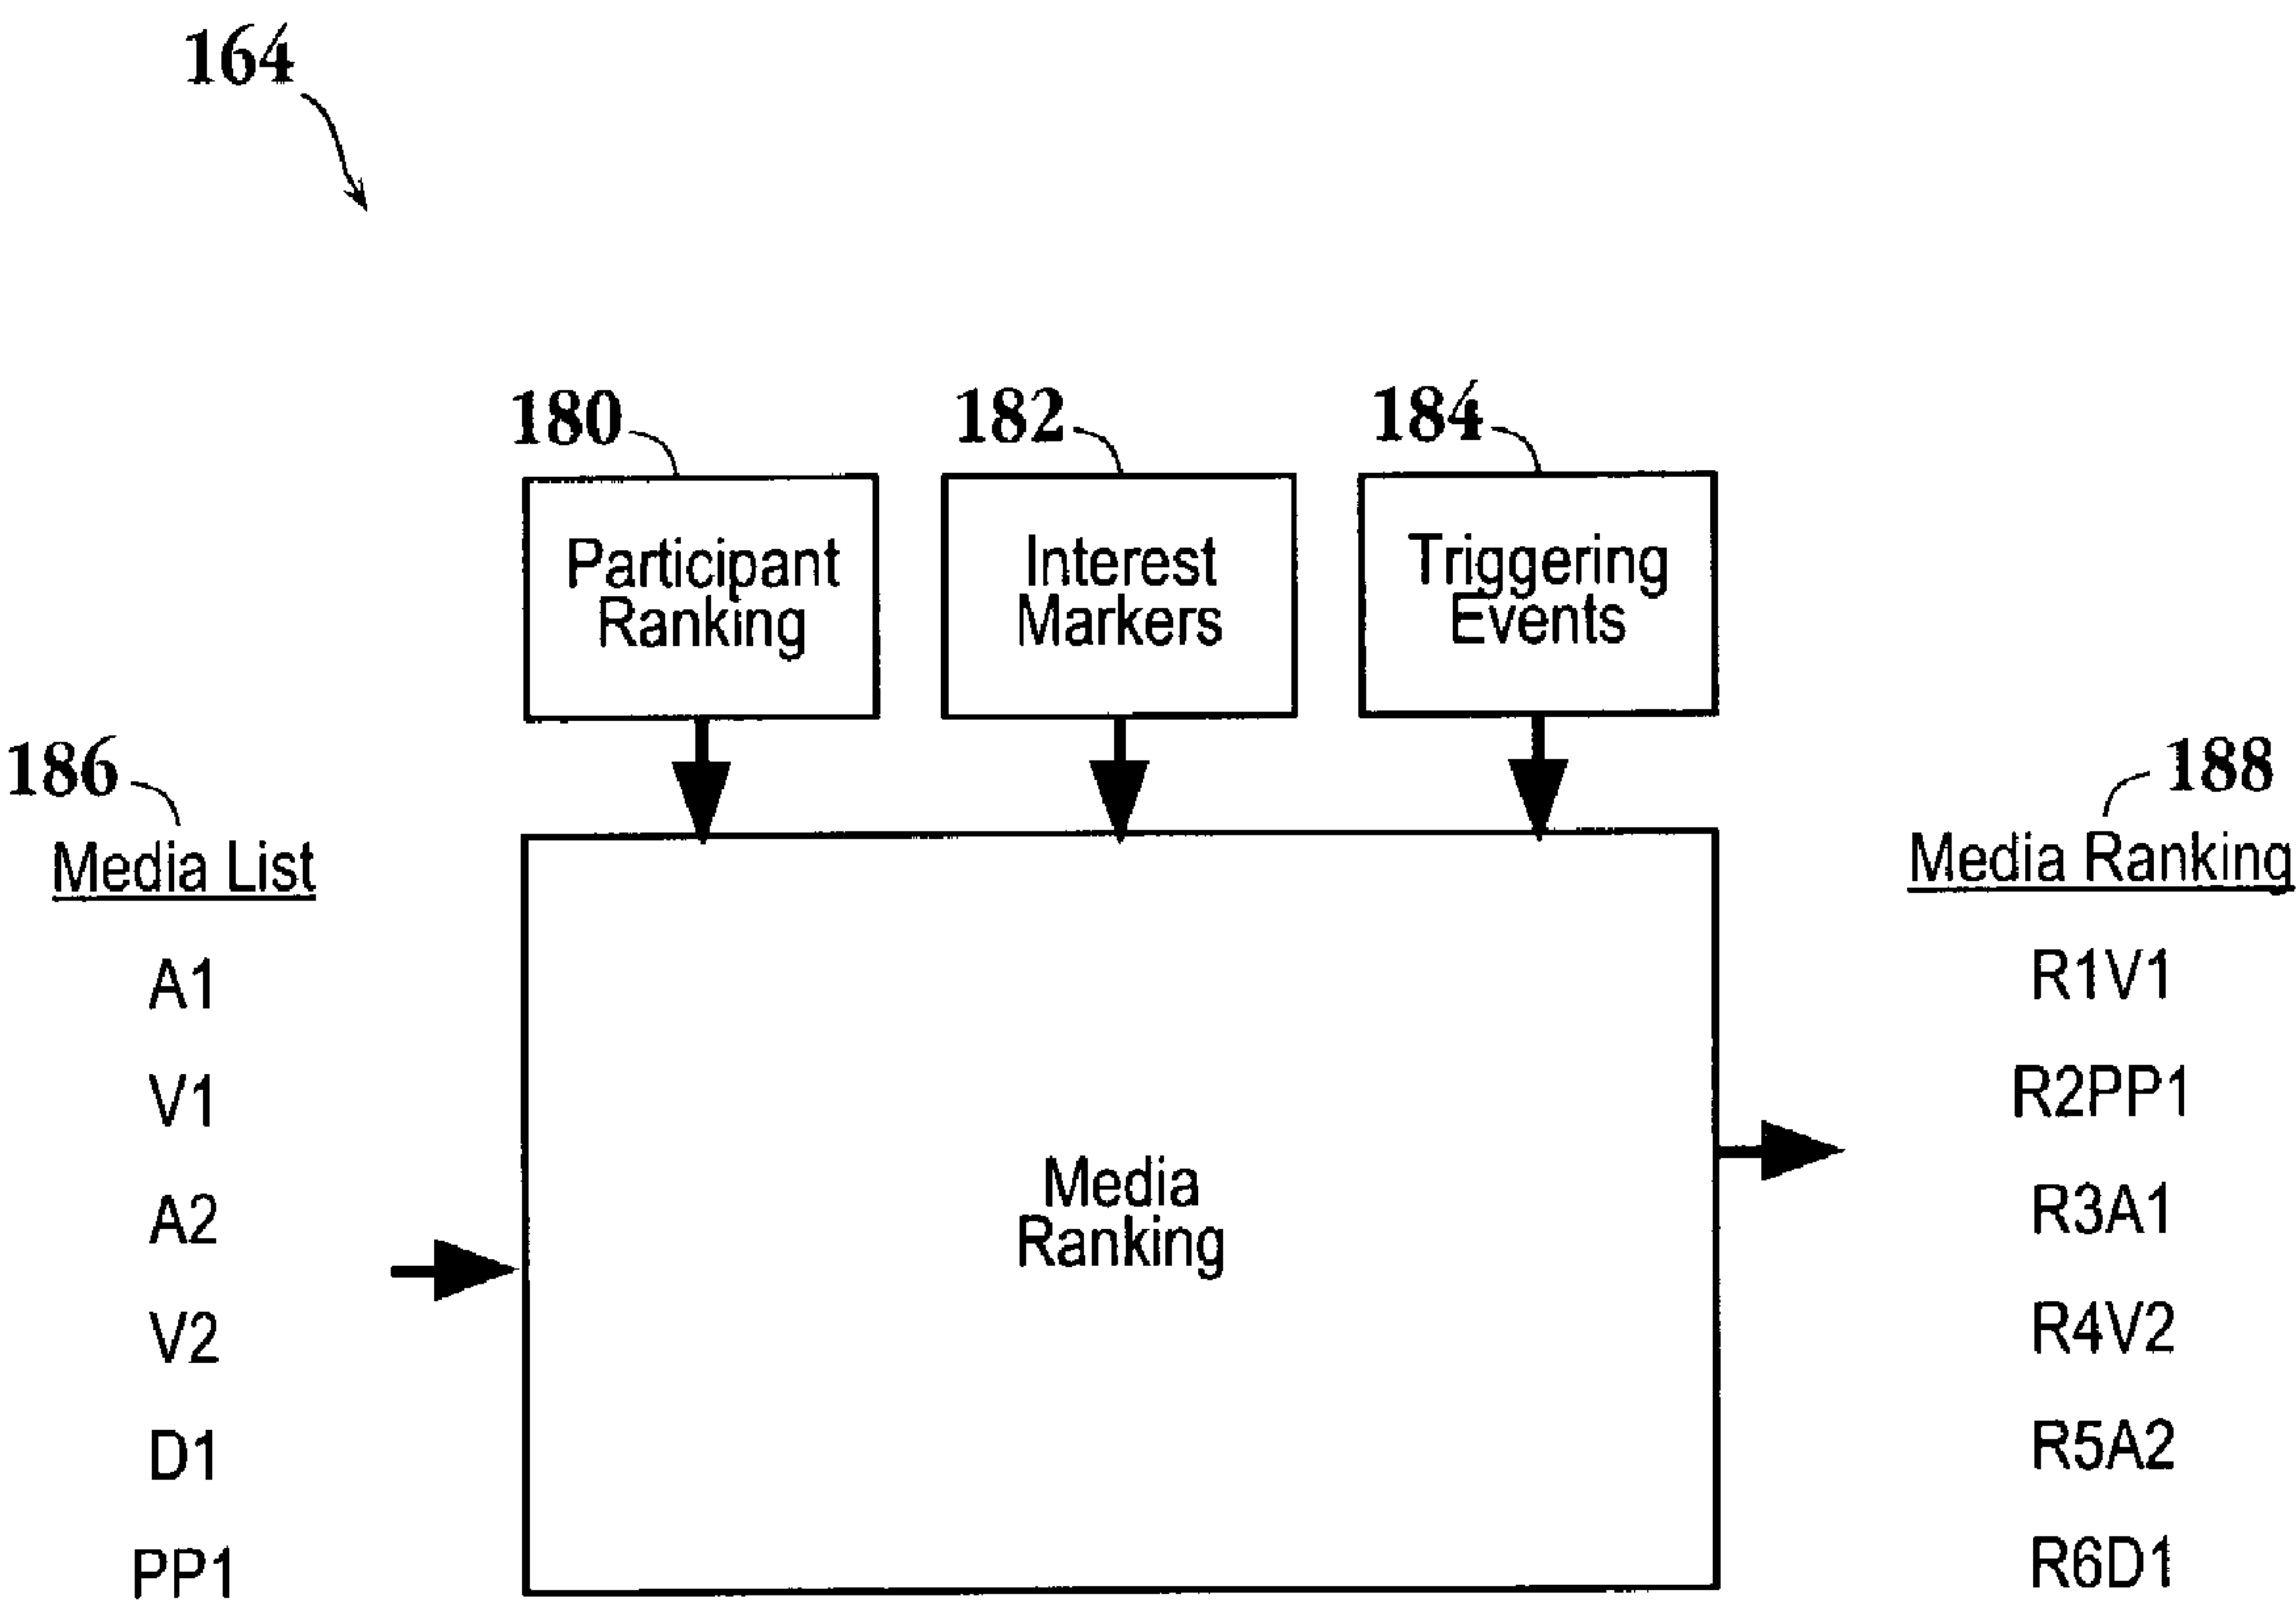 164
180
182
184
Participant
Ranking
Interest
Markers
Triggering
Events
186
Media List
A1
V1
A2
V2
D1
PP1
Media
Ranking
188
Media Ranking
R1V1
R2PP1
R3A1
R4V2
R5A2
R6D1